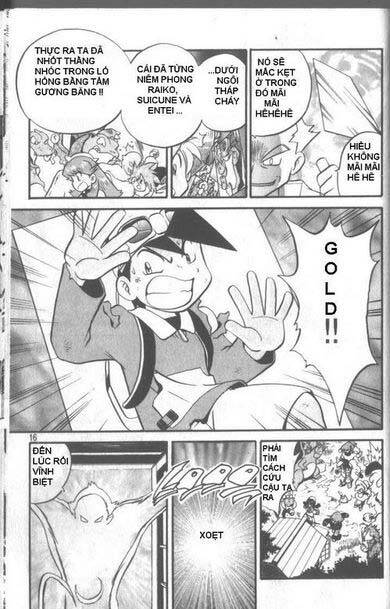 NÓ SẼ
MẮC KẸT
Ở TRONG
ĐÓ MÃI
MÃI
HÊHÊHÊ
HIỂU
KHÔNG
MÃI MÃI
HÊ HÊ
...DƯỚI
NGÔI
THÁP
CHÁY
CÁI ĐÃ TỪNG
NIÊM PHONG
RAIKO,
SUICUNE VÀ
ENTEI ...
THỰC RA TA ĐÃ
NHỐT THẰNG
NHÓC TRONG LỖ
HỔNG BẰNG TẤM
GƯƠNG BĂNG !!
GOLD!!
16
PHẢI
TÌM
CÁCH
CỨU
CẬU TA
RA
XOẸT
ĐẾN
LÚC RỒI
VĨNH
BIỆT